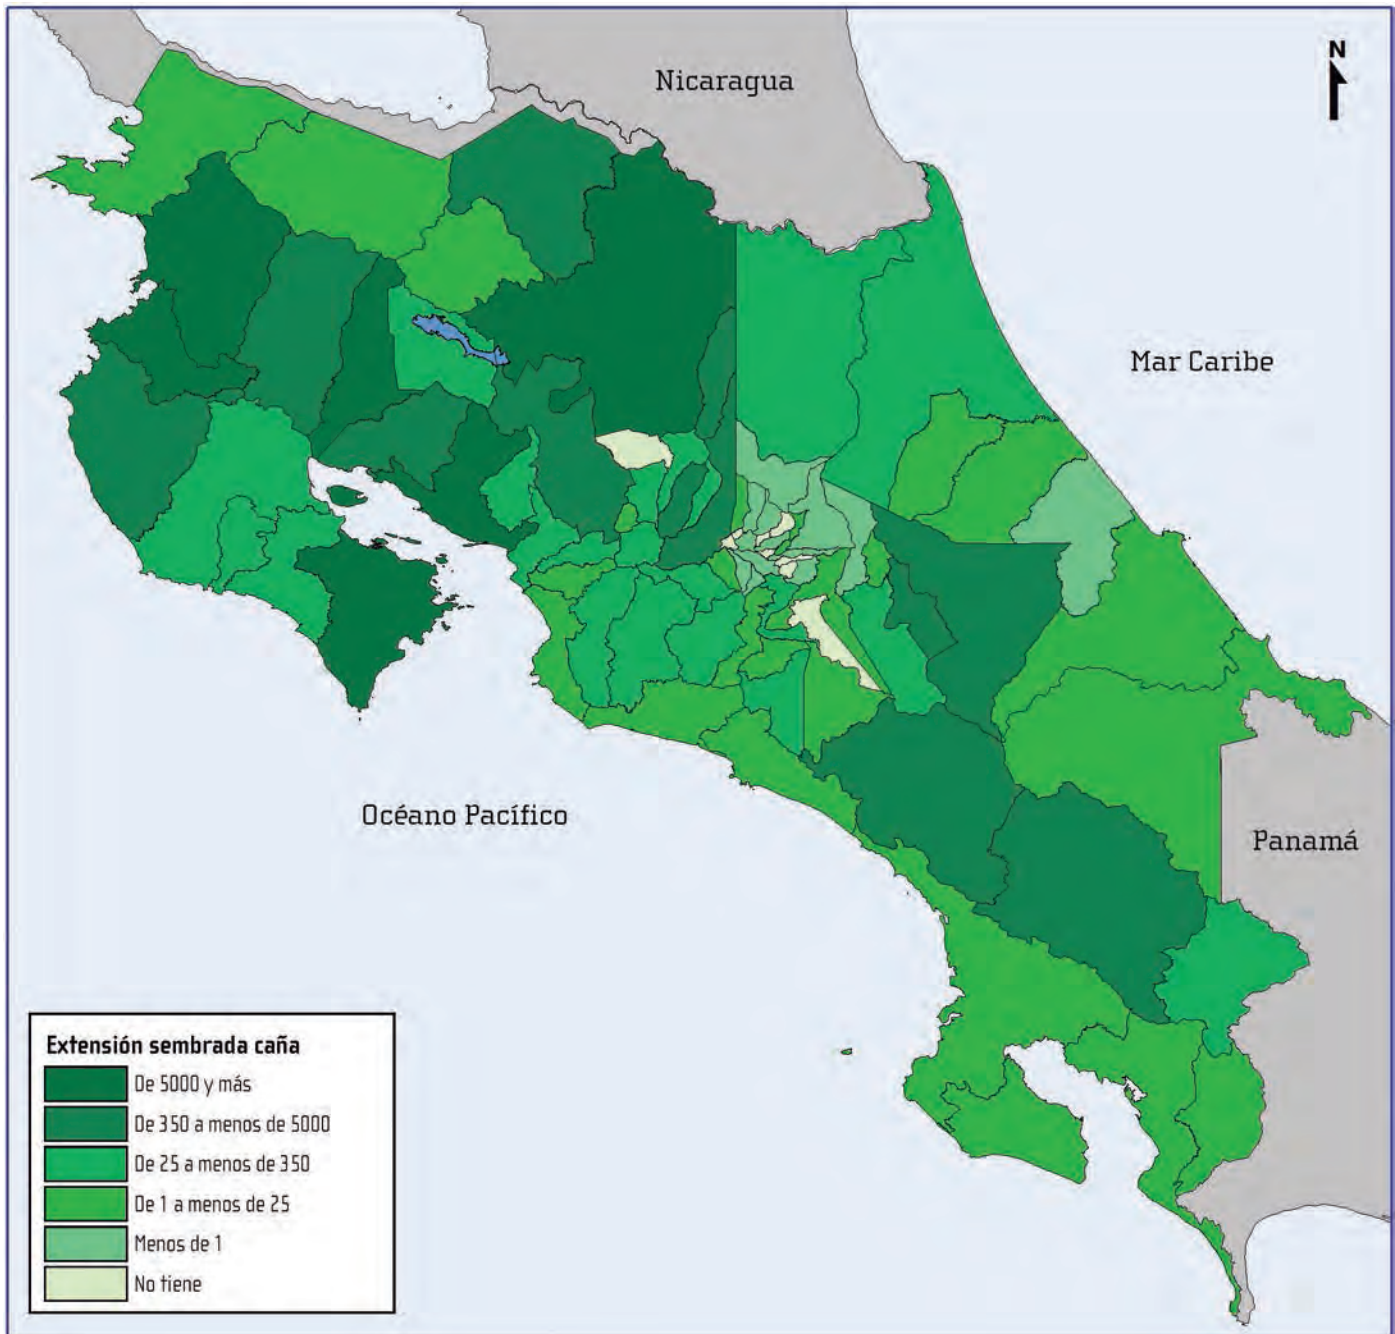 Nicaragua
N
Mar Caribe
Océano Pacífico
Panamá
Extensión sembrada caña
De 5000 y más
De 350 a menos de 5000
De 25 a menos de 350
De 1 a menos de 25
Menos de 1
No tiene